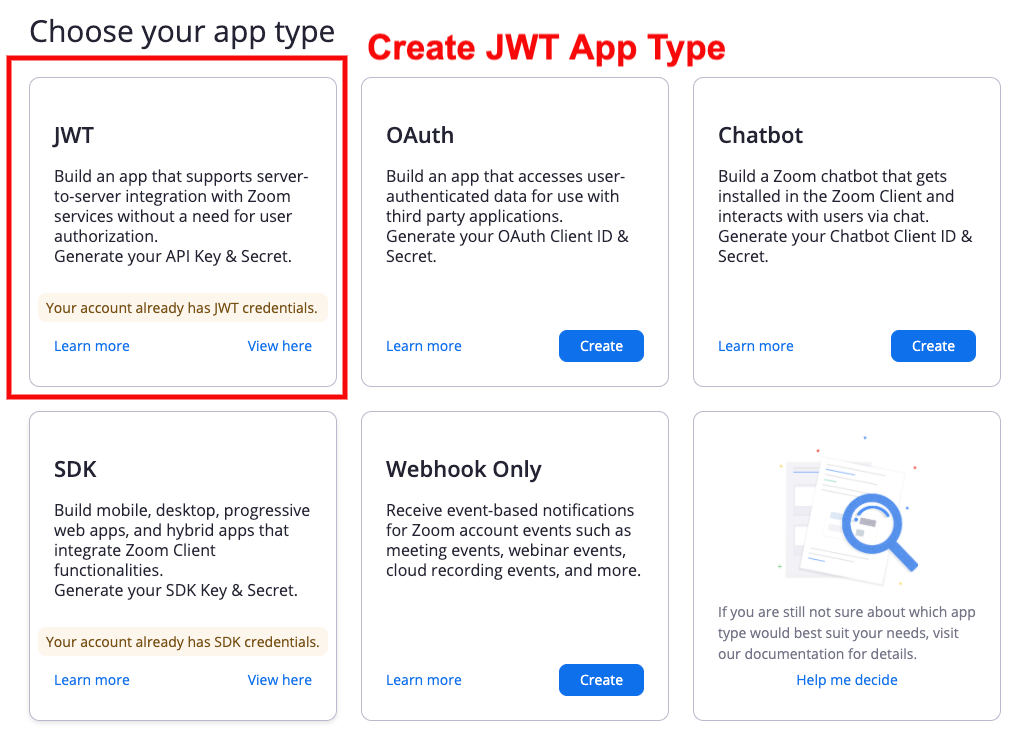 Choose your app type
Create JWT App Type
JWT
Build an app that supports server-
to-server integration with Zoom
services without a need for user
authorization.
Generate your API Key & Secret.
Your account already has JWT credentials.
Learn more
View here
OAuth
Build an app that accesses user-
authenticated data for use with
third party applications.
Generate your OAuth Client ID &
Secret.
Learn more
Create
Chatbot
Build a Zoom chatbot that gets
installed in the Zoom Client and
interacts with users via chat.
Generate your Chatbot Client ID &
Secret.
Learn more
Create
SDK
Build mobile, desktop, progressive
web apps, and hybrid apps that
integrate Zoom Client
functionalities.
Generate your SDK Key & Secret.
Your account already has SDK credentials.
Learn more
View here
Webhook Only
Receive event-based notifications
for Zoom account events such as
meeting events, webinar events,
cloud recording events, and more.
Learn more
Create
If you are still not sure about which app
type would best suit your needs, visit
our documentation for details.
Help me decide